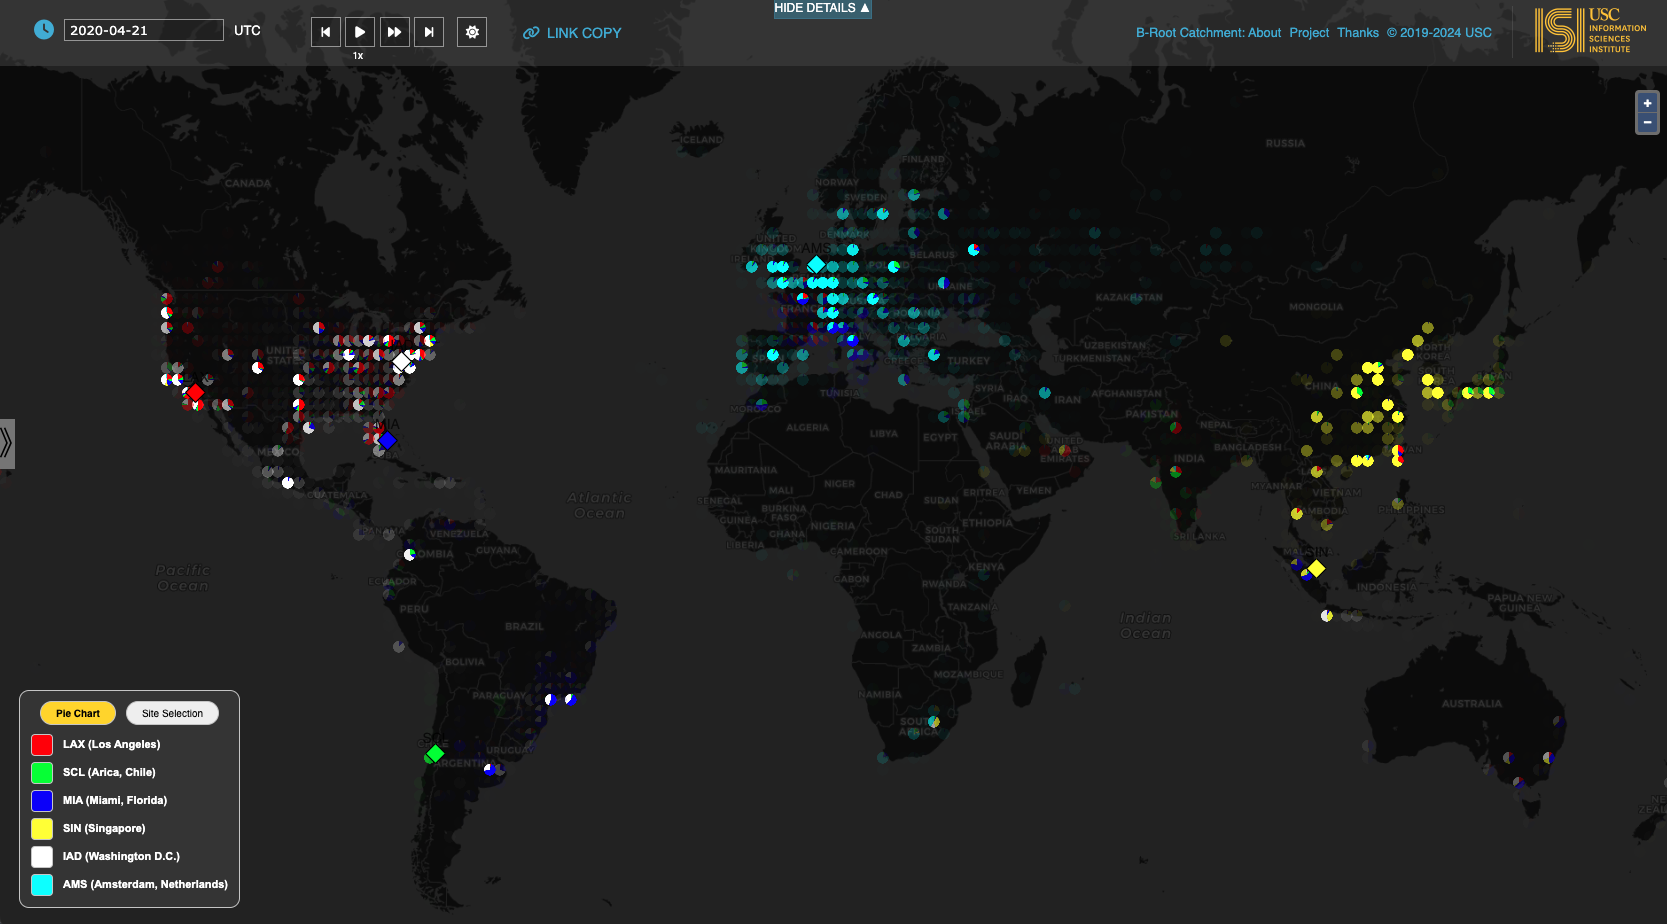 HIDE DETAILS ▲
2020-04-21
UTC
1x
LINK COPY
B-Root Catchment: About Project Thanks © 2019-2024 USC
USC
INFORMATION
SCIENCES
INSTITUTE
+
−
ICELAND
RUSSIA
FINLAND
NORWAY
SWEDEN
CANADA
UNITED
KINGDOM
AMS
DENMARK
IRELAND
BELARUS
UKRAINE
KAZAKHSTAN
MONGOLIA
FRANCE
UNITED
STATES
UZBEKISTAN
TURKMENISTAN
TURKEY
GREECE
NORTH
KOREA
CHINA
SYRIA
TUNISIA
IRAQ
IRAN
AFGHANISTAN
MOROCCO
PAKISTAN
MIA
ALGERIA
LIBYA
EGYPT
SAUDI
ARABIA
UNITED
ARAB
EMIRATES
NEPAL
BANGLADESH
INDIA
MEXICO
MAURITANIA
MALI
NIGER
CHAD
SUDAN
ERITREA
YEMEN
MYANMAR
VIETNAM
GUATEMALA
Atlantic
Ocean
SENEGAL
BURKINA
FASO
GUINEA
NIGERIA
GHANA
LIBERIA
SOUTH
SUDAN
ETHIOPIA
CAMBODIA
PHILIPPINES
SRI LANKA
PANAMA
VENEZUELA
GUYANA
COLOMBIA
CAMEROON
GABON
KENYA
RWANDA
Pacific
Ocean
ECUADOR
PERU
BRAZIL
TANZANIA
INDONESIA
PAPUA NEW
GUINEA
Indian
Ocean
ANGOLA
ZAMBIA
BOLIVIA
MOZAMBIQUE
NAMIBIA
PARAGUAY
SOUTH
AFRICA
AUSTRALIA
URUGUAY
ARGENTINA
Pie Chart
Site Selection
LAX (Los Angeles)
SCL (Arica, Chile)
MIA (Miami, Florida)
SIN (Singapore)
IAD (Washington D.C.)
AMS (Amsterdam, Netherlands)